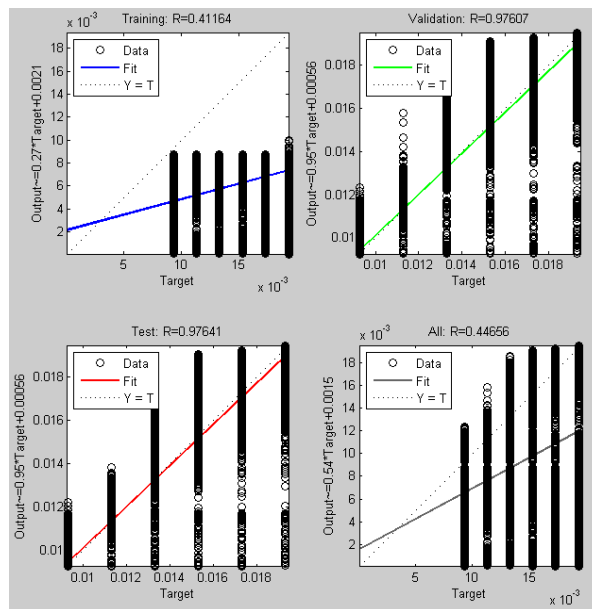 Training: R=0.41164
x 10^-3
18
16
14
12
10
8
6
4
2
Output~=0.27*Target+0.0021
Data
Fit
Y = T
5
10
15
x 10^-3
Target
Validation: R=0.97607
0.018
0.016
0.014
0.012
0.01
Output~=0.95*Target+0.00056
Data
Fit
Y = T
0.01
0.012
0.014
0.016
0.018
Target
Test: R=0.97641
0.018
0.016
0.014
0.012
0.01
Output~=0.95*Target+0.00056
Data
Fit
Y = T
0.01
0.012
0.014
0.016
0.018
Target
All: R=0.44656
x 10^-3
18
16
14
12
10
8
6
4
2
Output~=0.54*Target+0.0015
Data
Fit
Y = T
5
10
15
x 10^-3
Target